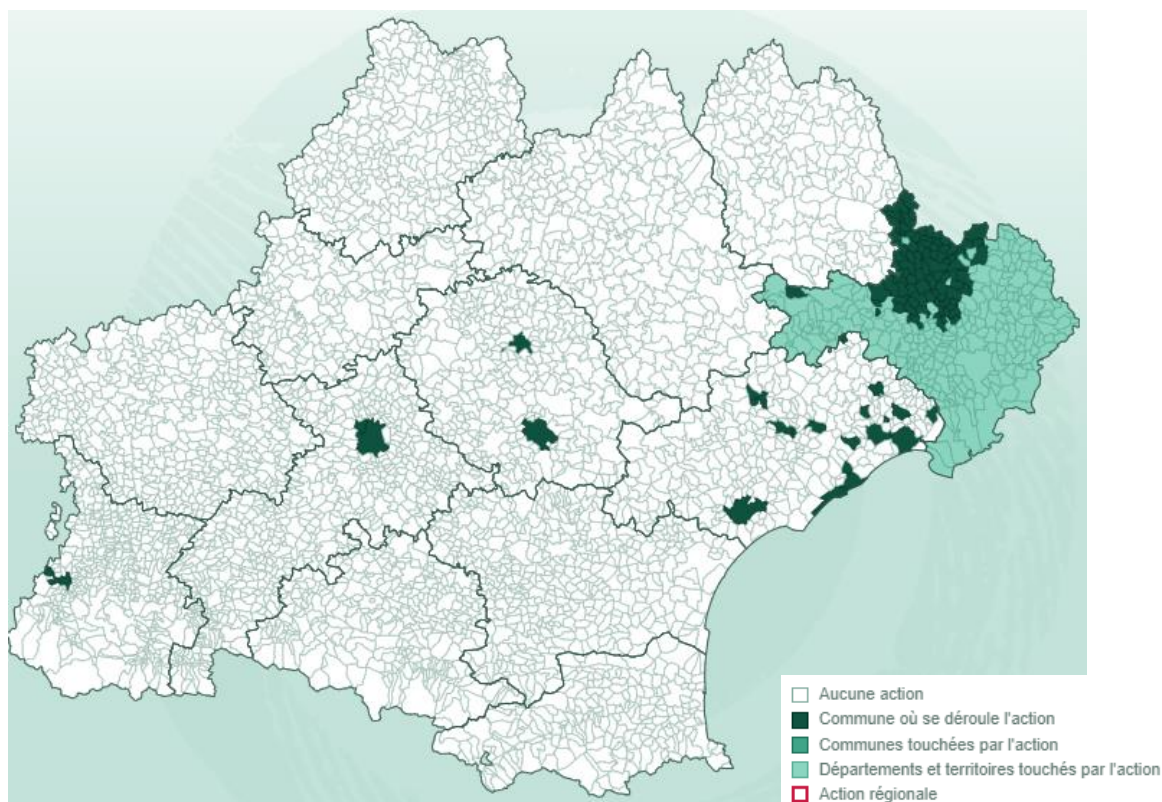 Aucune action
Commune où se déroule l'action
Communes touchées par l'action
Départements et territoires touchés par l'action
Action régionale